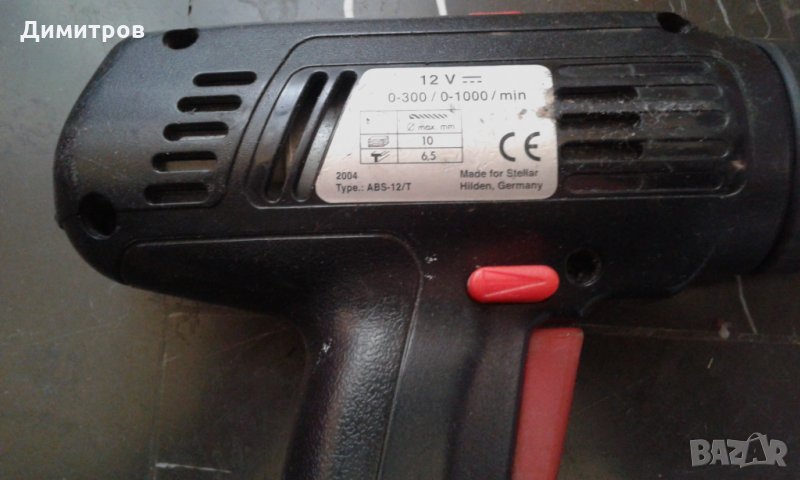 Димитров
12 V
0-300 / 0-1000 / min
Ø max. mm
10
6,5
CE
2004
Type.: ABS-12/T
Made for Stellar
Hilden, Germany
BAZAR